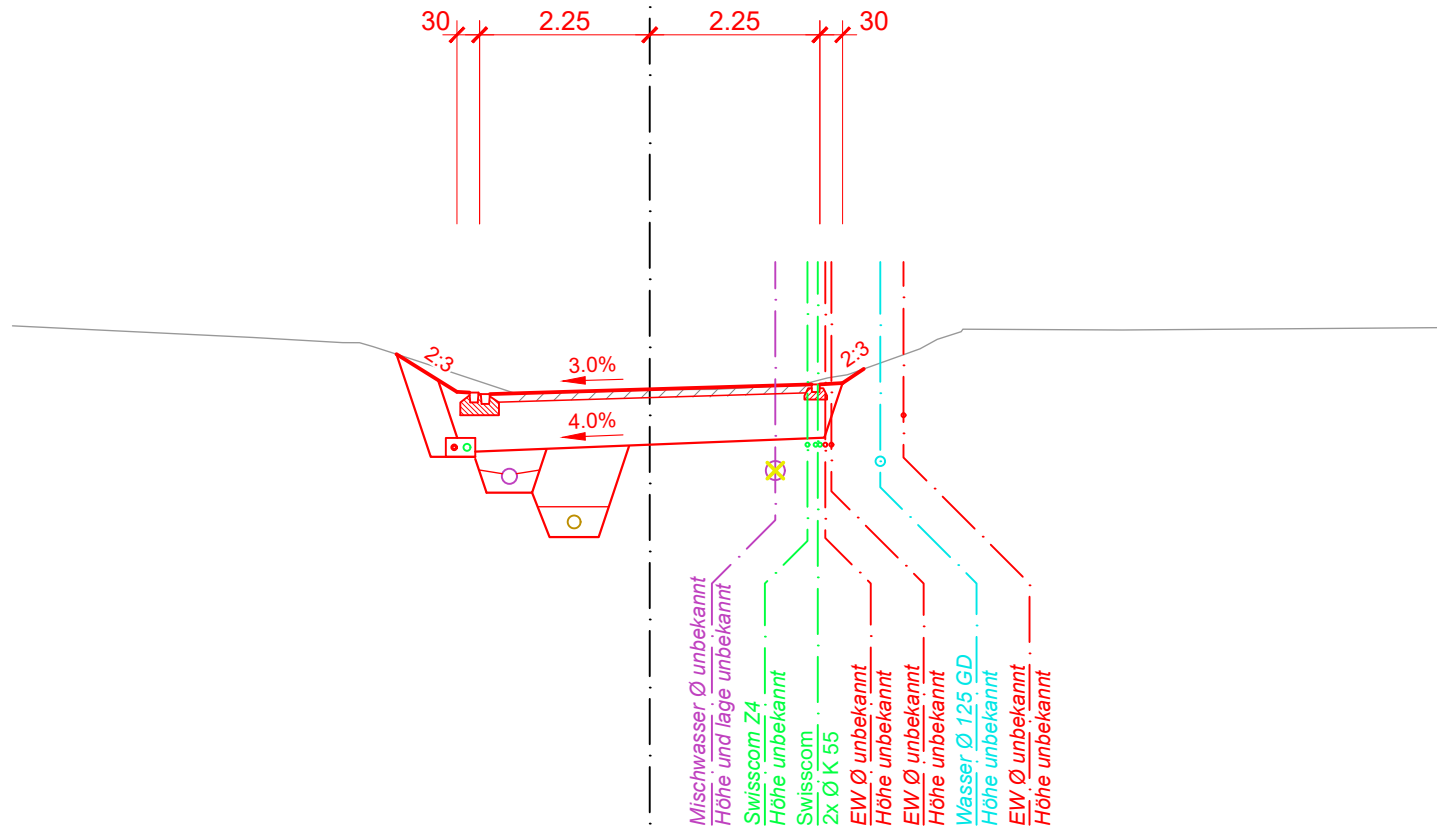 30
2.25
2.25
30
2:3
3.0%
2:3
4.0%
Mischwasser Ø unbekannt
Höhe und lage unbekannt
Swisscom Z4
Höhe unbekannt
Swisscom
2x Ø K 55
EW Ø unbekannt
Höhe unbekannt
EW Ø unbekannt
Höhe unbekannt
Wasser Ø 125 GD
Höhe unbekannt
EW Ø unbekannt
Höhe unbekannt